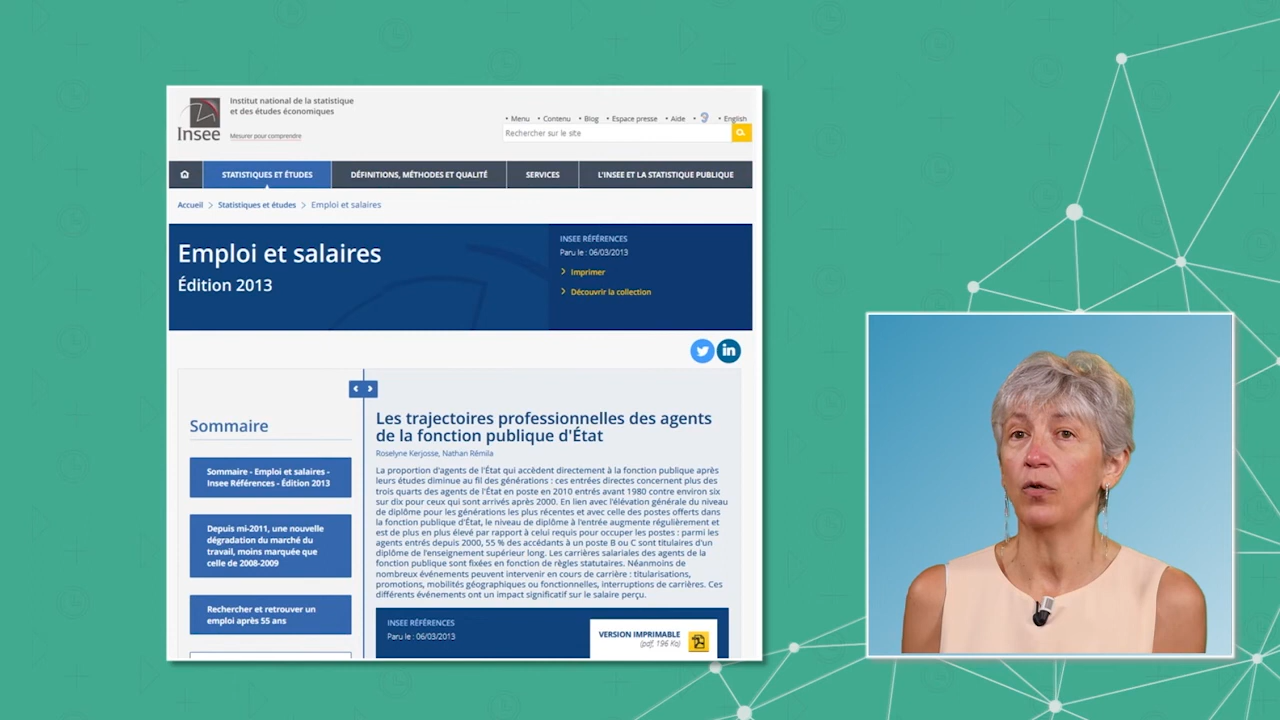 Institut national de la statistique
et des études économiques
Insee
Mesurer pour comprendre
• Menu • Contenu • Blog • Espace presse • Aide • • English
Rechercher sur le site
STATISTIQUES ET ÉTUDES
DÉFINITIONS, MÉTHODES ET QUALITÉ
SERVICES
L'INSEE ET LA STATISTIQUE PUBLIQUE
Accueil > Statistiques et études > Emploi et salaires
Emploi et salaires
Édition 2013
INSEE RÉFÉRENCES
Paru le : 06/03/2013
> Imprimer
> Découvrir la collection
in
Sommaire
Sommaire - Emploi et salaires -
Insee Références - Édition 2013
Depuis mi-2011, une nouvelle
dégradation du marché du
travail, moins marquée que
celle de 2008-2009
Rechercher et retrouver un
emploi après 55 ans
Les trajectoires professionnelles des agents
de la fonction publique d'État
Roselyne Kerjosse, Nathan Rémila
La proportion d'agents de l'État qui accèdent directement à la fonction publique après
leurs études diminue au fil des générations : ces entrées directes concernent plus des
trois quarts des agents de l'État en poste en 2010 entrés avant 1980 contre environ six
sur dix pour ceux qui sont arrivés après 2000. En lien avec l'élévation générale du niveau
de diplôme pour les générations les plus récentes et avec celle des postes offerts dans
la fonction publique d'État, le niveau de diplôme à l'entrée augmente régulièrement et
est de plus en plus élevé par rapport à celui requis pour occuper les postes : parmi les
agents entrés depuis 2000, 55 % des accédants à un poste B ou C sont titulaires d'un
diplôme de l'enseignement supérieur long. Les carrières salariales des agents de la
fonction publique sont fixées en fonction de règles statutaires. Néanmoins de
nombreux événements peuvent intervenir en cours de carrière : titularisations,
promotions, mobilités géographiques ou fonctionnelles, interruptions de carrières. Ces
différents événements ont un impact significatif sur le salaire perçu.
INSEE RÉFÉRENCES
Paru le : 06/03/2013
VERSION IMPRIMABLE
(pdf, 196 Ko)